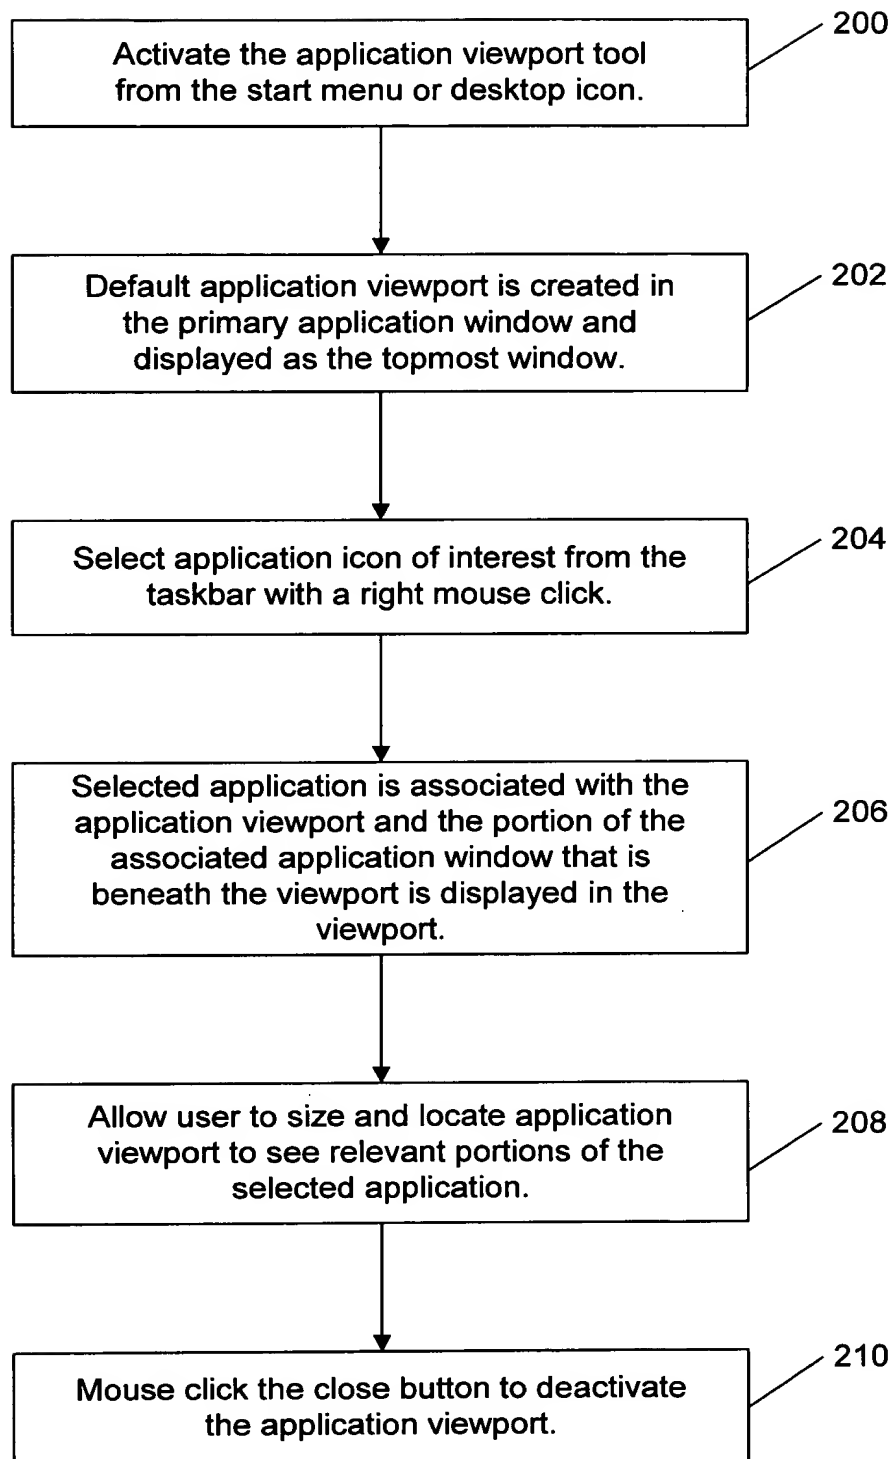 200
Activate the application viewport tool
from the start menu or desktop icon.
202
Default application viewport is created in
the primary application window and
displayed as the topmost window.
204
Select application icon of interest from the
taskbar with a right mouse click.
206
Selected application is associated with the
application viewport and the portion of the
associated application window that is
beneath the viewport is displayed in the
viewport.
208
Allow user to size and locate application
viewport to see relevant portions of the
selected application.
210
Mouse click the close button to deactivate
the application viewport.